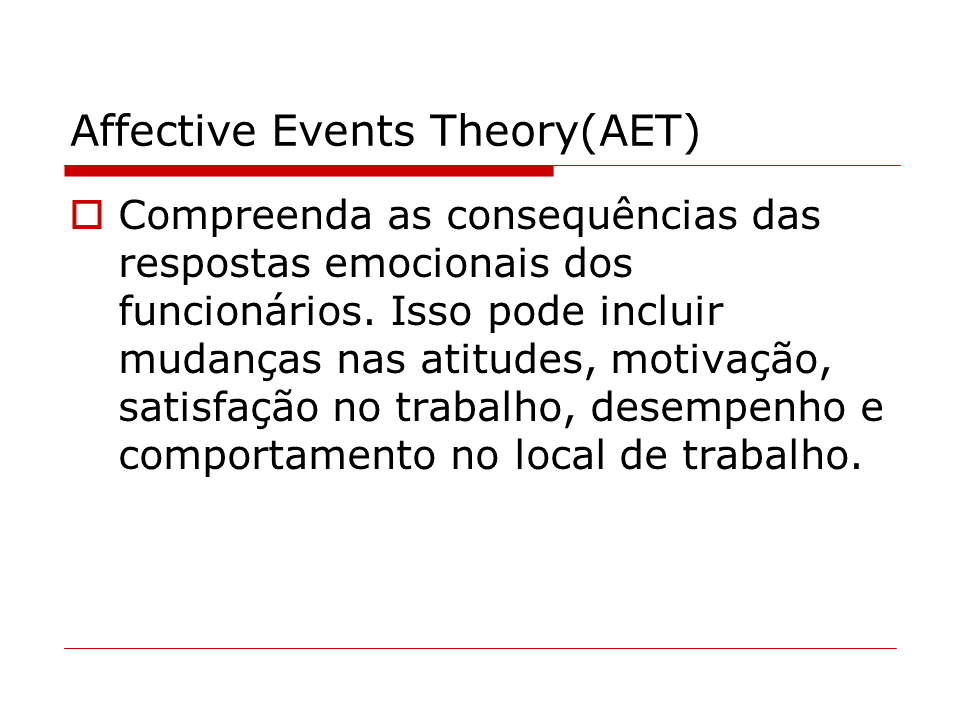 Affective Events Theory(AET)
Compreenda as consequências das
respostas emocionais dos
funcionários. Isso pode incluir
mudanças nas atitudes, motivação,
satisfação no trabalho, desempenho e
comportamento no local de trabalho.